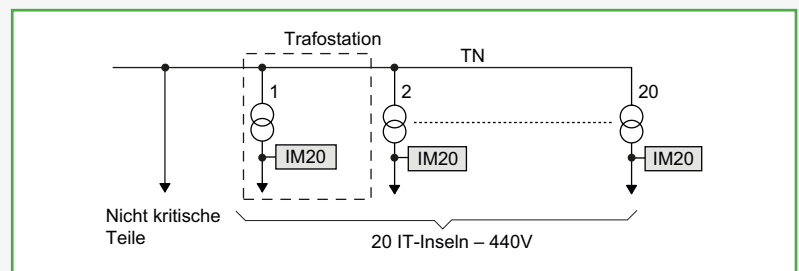 Trafostation
TN
1
2
20
IM20
IM20
IM20
Nicht kritische
Teile
20 IT-Inseln – 440V